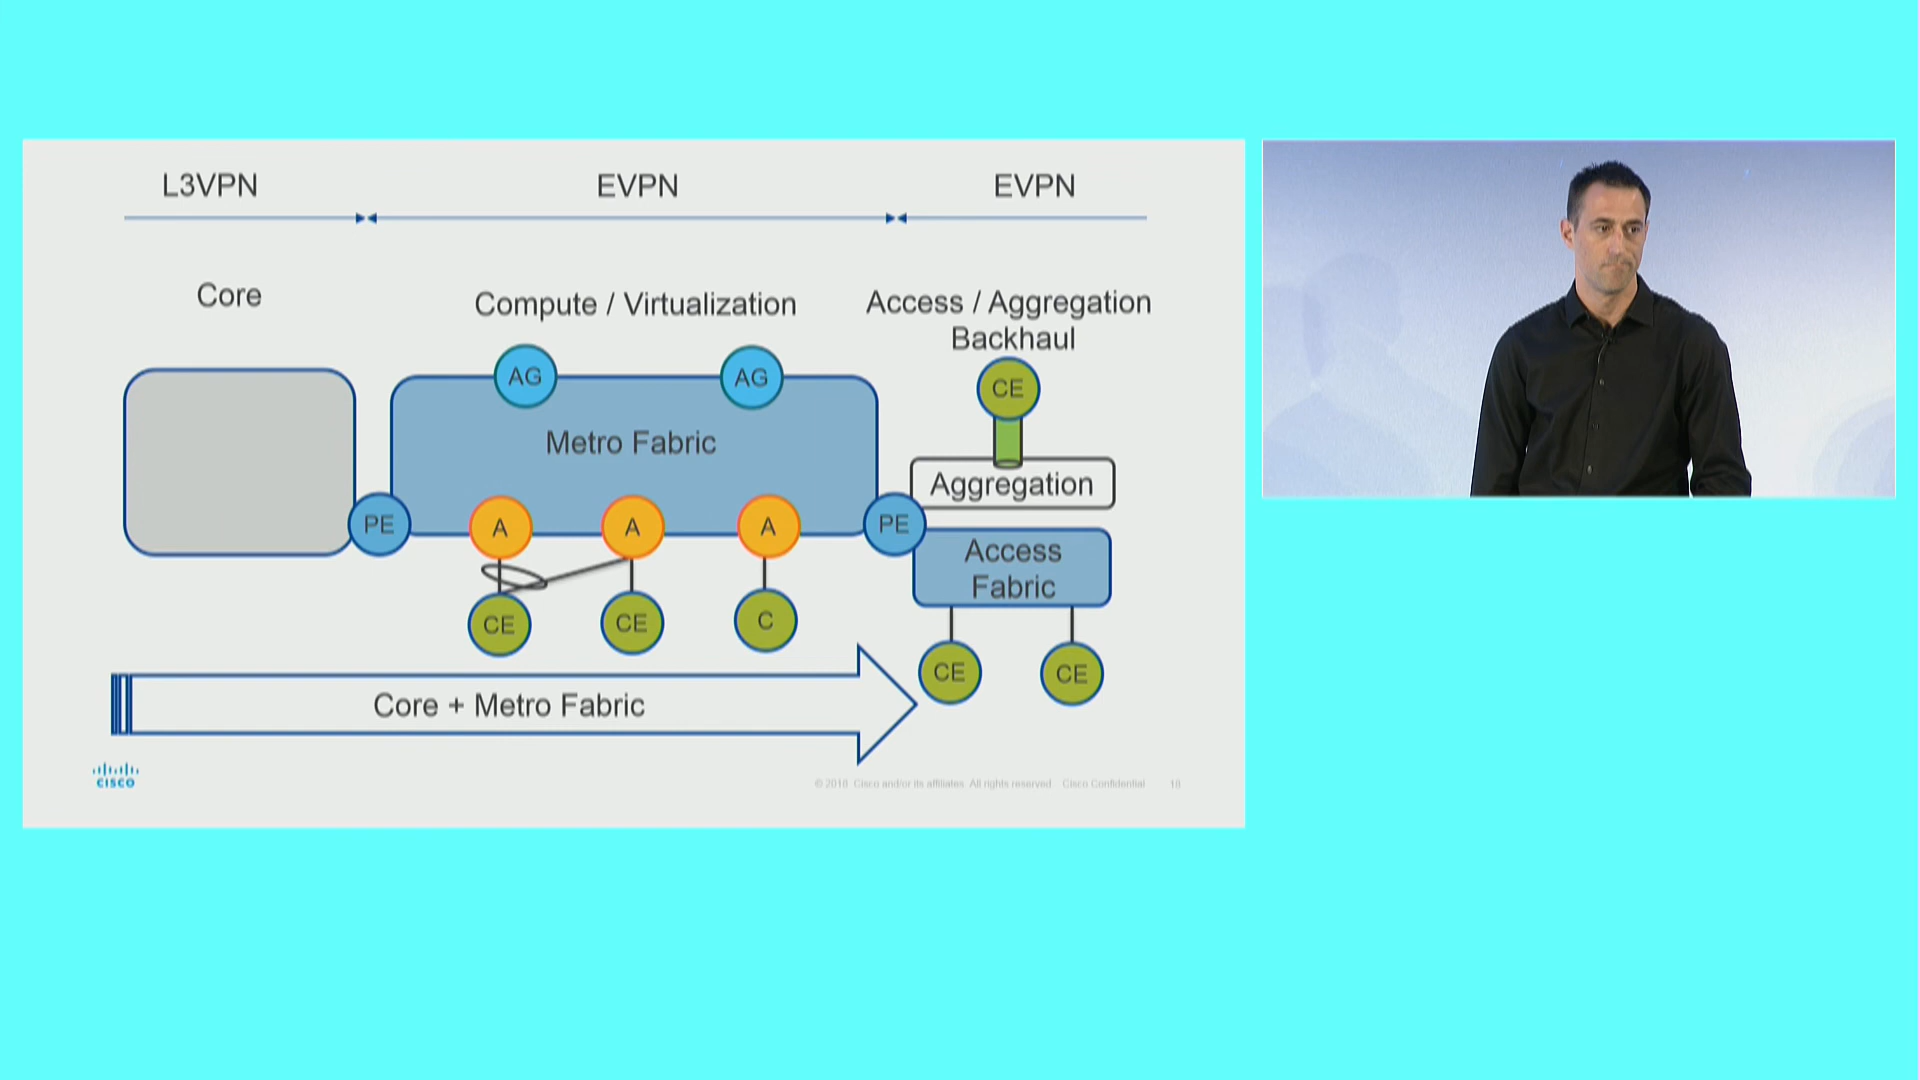 L3VPN
EVPN
EVPN
Core
Compute / Virtualization
Access / Aggregation
Backhaul
AG
AG
CE
Metro Fabric
Aggregation
PE
A
A
A
PE
Access
Fabric
CE
CE
C
CE
CE
Core + Metro Fabric
CISCO
© 2018 Cisco and/or its affiliates. All rights reserved. Cisco Confidential
18